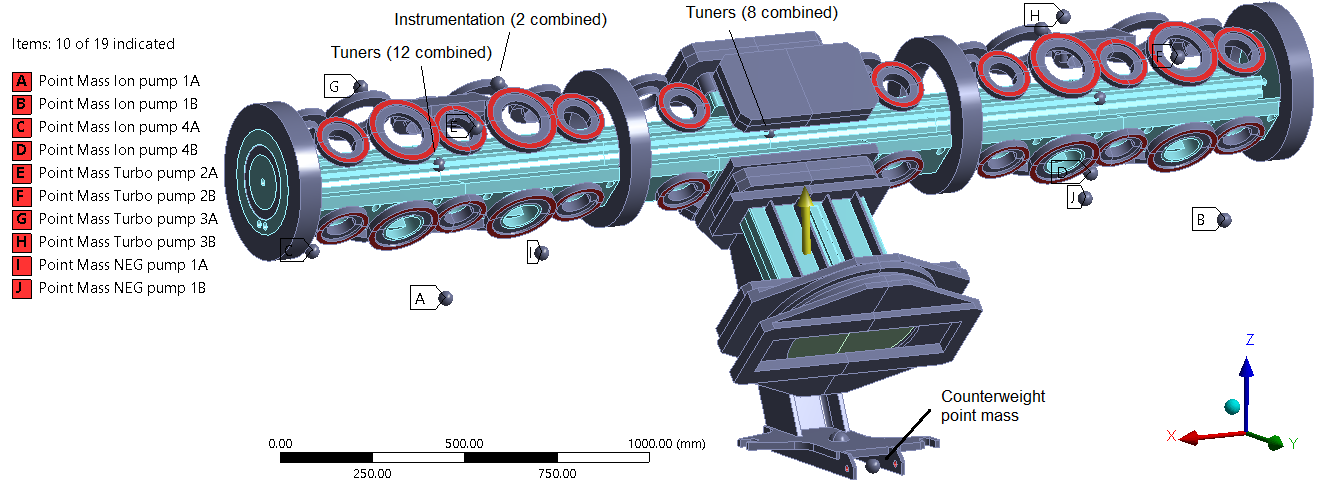 Items: 10 of 19 indicated
A Point Mass Ion pump 1A
B Point Mass Ion pump 1B
C Point Mass Ion pump 4A
D Point Mass Ion pump 4B
E Point Mass Turbo pump 2A
F Point Mass Turbo pump 2B
G Point Mass Turbo pump 3A
H Point Mass Turbo pump 3B
I Point Mass NEG pump 1A
J Point Mass NEG pump 1B
Instrumentation (2 combined)
Tuners (12 combined)
Tuners (8 combined)
H
G
E
F
D
J
B
C
I
A
Counterweight
point mass
0.00 500.00 1000.00 (mm)
250.00 750.00
Z
X
Y